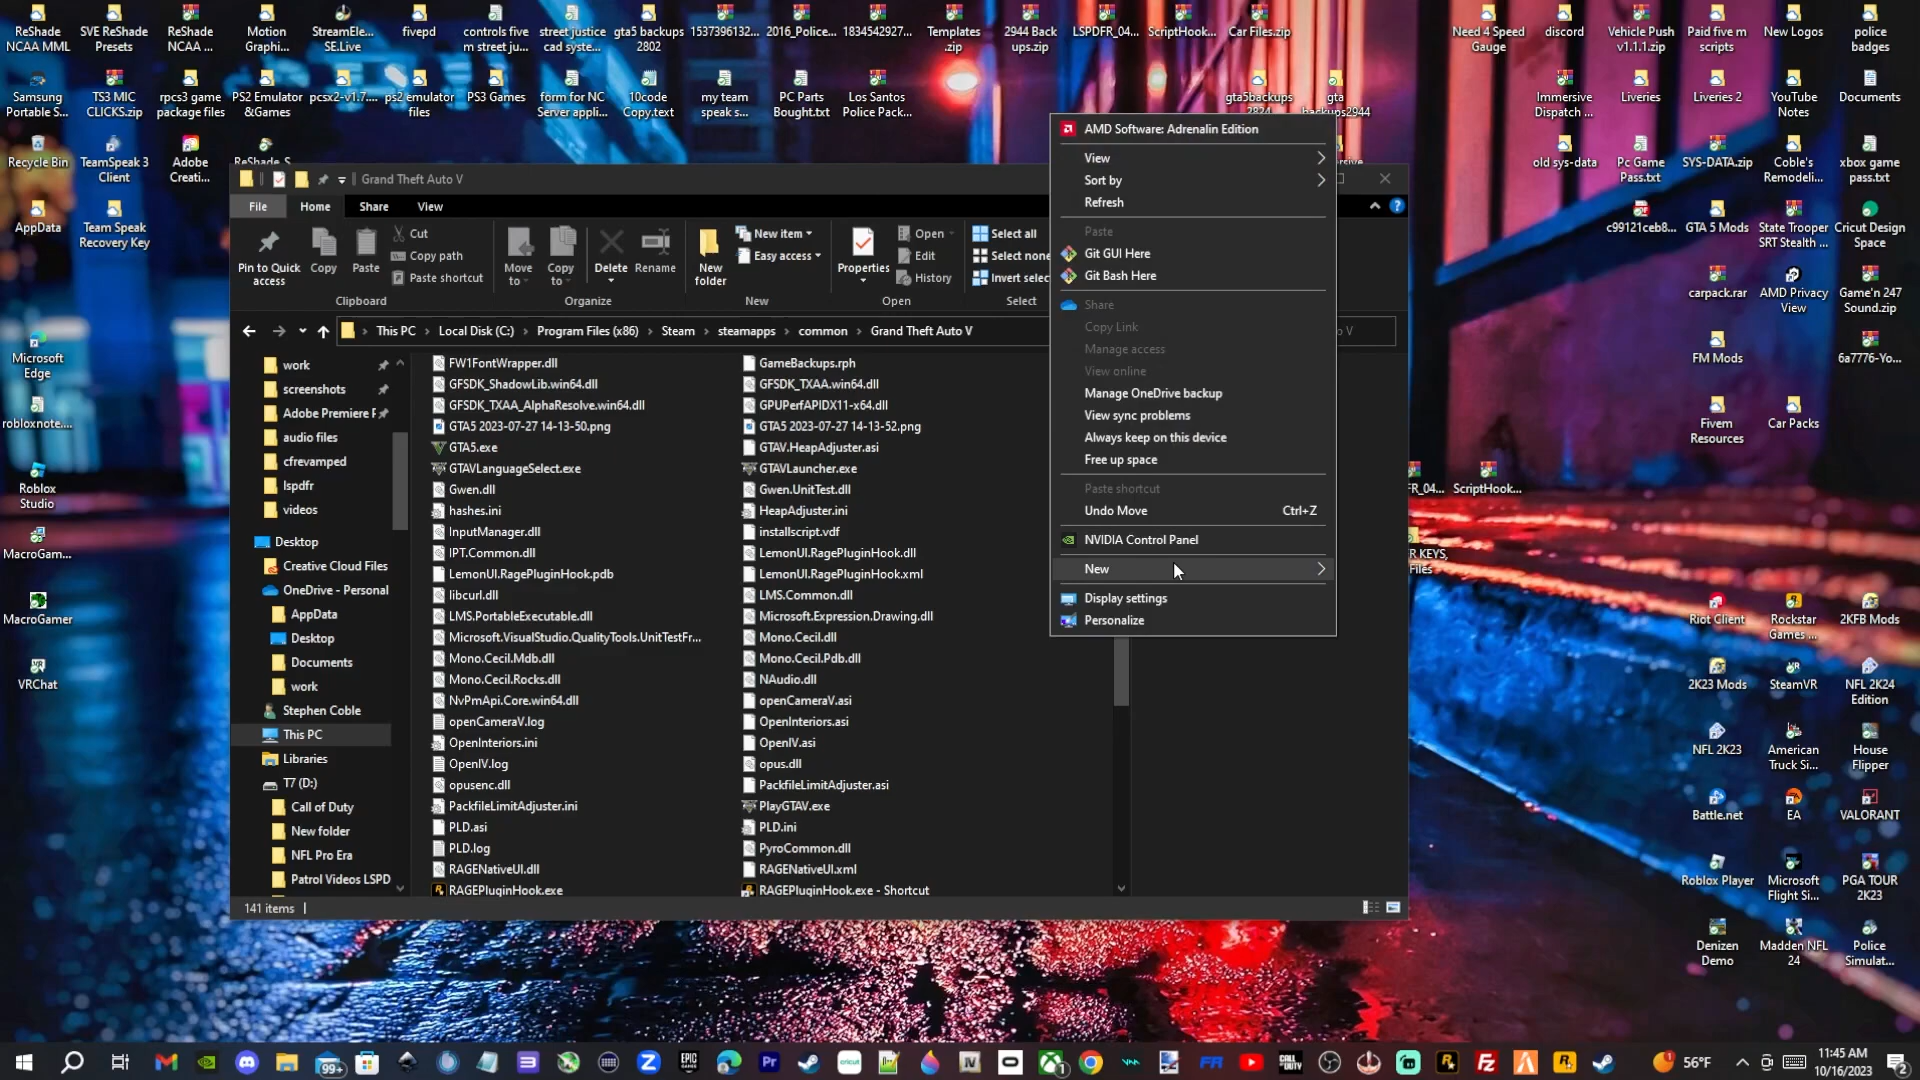 ReShade NCAA MML
SVE ReShade Presets
ReShade NCAA ...
Motion Graphi...
StreamEle... SE.Live
fivepd
controls five m street ju...
street justice cad syste...
gta5 backups 2802
1537396132...
2016_Police...
1834542927...
Templates .zip
2944 Back ups.zip
LSPDFR_04...
ScriptHook...
Car Files.zip
Need 4 Speed Gauge
discord
Vehicle Push v1.1.1.zip
Paid five m scripts
New Logos
police badges
Samsung Portable S...
TS3 MIC CLICKS.zip
rpcs3 game package files
PS2 Emulator &Games
pcsx2-v1.7....
ps2 emulator files
PS3 Games
form for NC Server appli...
10code Copy.text
my team speak s...
PC Parts Bought.txt
Los Santos Police Pack...
gta5backups 2824
gta backups2944
Immersive Dispatch ...
Liveries
Liveries 2
YouTube Notes
Documents
Recycle Bin
TeamSpeak 3 Client
Adobe Creati...
ReShade_S
old sys-data
Pc Game Pass.txt
SYS-DATA.zip
Coble's Remodeli...
xbox game pass.txt
AppData
Team Speak Recovery Key
c99121ceb8...
GTA 5 Mods
State Trooper SRT Stealth ...
Cricut Design Space
Microsoft Edge
carpack.rar
AMD Privacy View
Game'n 247 Sound.zip
FM Mods
6a7776-Yo...
roblxnote....
Fivem Resources
Car Packs
Roblox Studio
FR_04...
ScriptHook...
MacroGam...
R KEYS, Files
MacroGamer
Riot Client
Rockstar Games ...
2KFB Mods
VRChat
2K23 Mods
SteamVR
NFL 2K24 Edition
NFL 2K23
American Truck Si...
House Flipper
Battle.net
EA
VALORANT
Roblox Player
Microsoft Flight Si...
PGA TOUR 2K23
Denizen Demo
Madden NFL 24
Police Simulat...
Grand Theft Auto V
File
Home
Share
View
Pin to Quick access
Copy
Paste
Cut
Copy path
Paste shortcut
Clipboard
Move to
Copy to
Delete
Rename
Organize
New folder
New item
Easy access
New
Properties
Open
Edit
History
Open
Select all
Select none
Invert selec
Select
This PC
Local Disk (C:)
Program Files (x86)
Steam
steamapps
common
Grand Theft Auto V
work
screenshots
Adobe Premiere F
audio files
cfrevamped
lspdfr
videos
Desktop
Creative Cloud Files
OneDrive - Personal
AppData
Desktop
Documents
work
Stephen Coble
This PC
Libraries
T7 (D:)
Call of Duty
New folder
NFL Pro Era
Patrol Videos LSPD
FW1FontWrapper.dll
GameBackups.rph
GFSDK_ShadowLib.win64.dll
GFSDK_TXAA.win64.dll
GFSDK_TXAA_AlphaResolve.win64.dll
GPUPerfAPIDX11-x64.dll
GTA5 2023-07-27 14-13-50.png
GTA5 2023-07-27 14-13-52.png
GTA5.exe
GTAV.HeapAdjuster.asi
GTAVLanguageSelect.exe
GTAVLauncher.exe
Gwen.dll
Gwen.UnitTest.dll
hashes.ini
HeapAdjuster.ini
InputManager.dll
installscript.vdf
IPT.Common.dll
LemonUI.RagePluginHook.dll
LemonUI.RagePluginHook.pdb
LemonUI.RagePluginHook.xml
libcurl.dll
LMS.Common.dll
LMS.PortableExecutable.dll
Microsoft.Expression.Drawing.dll
Microsoft.VisualStudio.QualityTools.UnitTestFr...
Mono.Cecil.dll
Mono.Cecil.Mdb.dll
Mono.Cecil.Pdb.dll
Mono.Cecil.Rocks.dll
NAudio.dll
NvPmApi.Core.win64.dll
openCameraV.asi
openCameraV.log
OpenInteriors.asi
OpenInteriors.ini
OpenIV.asi
OpenIV.log
opus.dll
opusenc.dll
PackfileLimitAdjuster.asi
PackfileLimitAdjuster.ini
PlayGTAV.exe
PLD.asi
PLD.ini
PLD.log
PyroCommon.dll
RAGENativeUI.dll
RAGENativeUI.xml
RAGEPluginHook.exe
RAGEPluginHook.exe - Shortcut
141 items
AMD Software: Adrenalin Edition
View
Sort by
Refresh
Paste
Git GUI Here
Git Bash Here
Share
Copy Link
Manage access
View online
Manage OneDrive backup
View sync problems
Always keep on this device
Free up space
Paste shortcut
Undo Move Ctrl+Z
NVIDIA Control Panel
New
Display settings
Personalize
99+
56°F
11:45 AM
10/16/2023